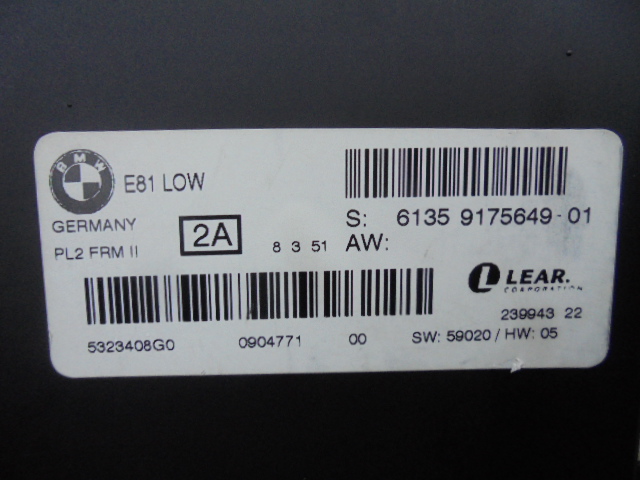 BMW
E81 LOW
GERMANY
PL2 FRM II
2A
8 3 51
S: 6135 9175649-01
AW:
LEAR.
CORPORATION
239943 22
5323408G0 0904771 00 SW: 59020 / HW: 05